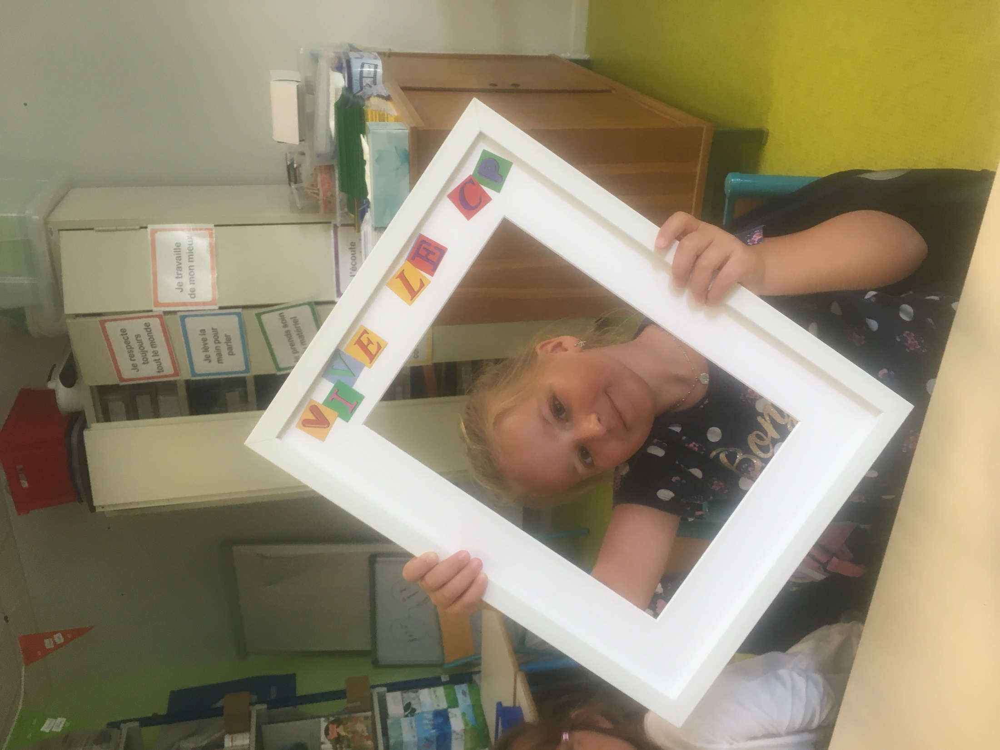 VIVE LE CP
Je travaille
de mon mieux
Je respecte
toujours
tout le monde
Je lève la
main pour
parler
prends soin
matériel
l'écoute
Bon